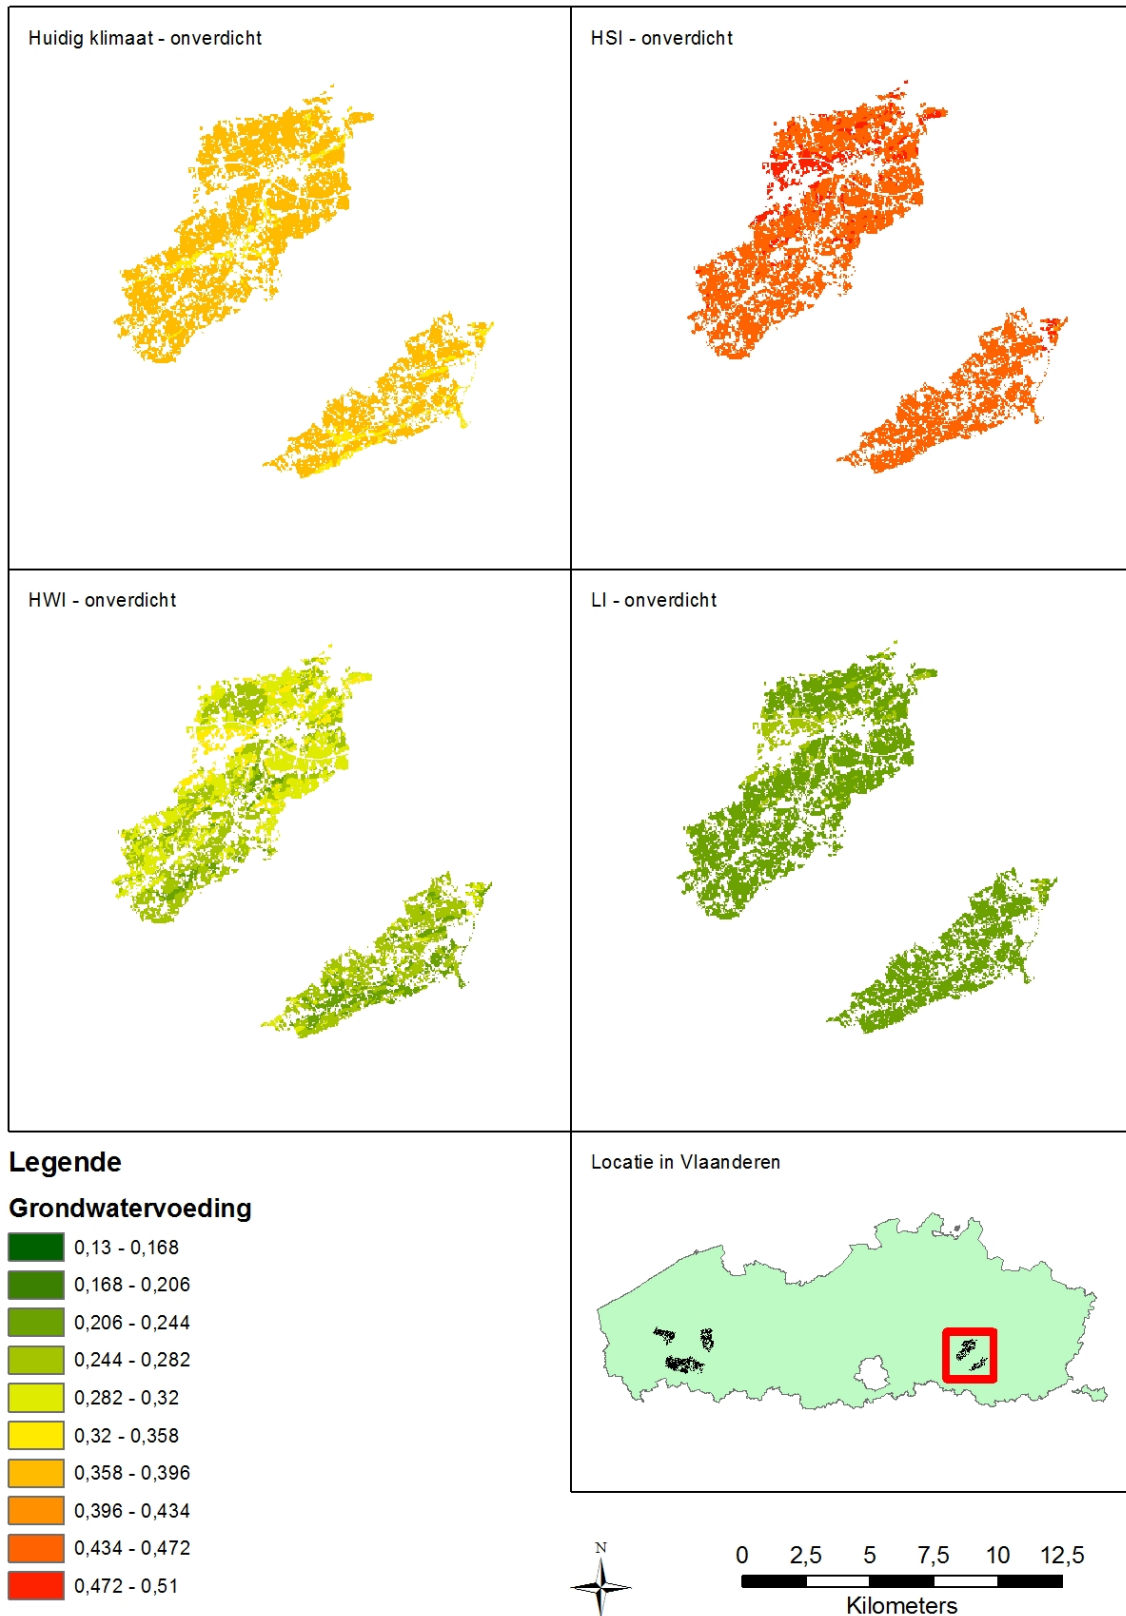 Huidig klimaat - onverdicht
HSI - onverdicht
HWI - onverdicht
LI - onverdicht
Legende
Grondwatervoeding
0,13 - 0,168
0,168 - 0,206
0,206 - 0,244
0,244 - 0,282
0,282 - 0,32
0,32 - 0,358
0,358 - 0,396
0,396 - 0,434
0,434 - 0,472
0,472 - 0,51
Locatie in Vlaanderen
N
0 2,5 5 7,5 10 12,5
Kilometers